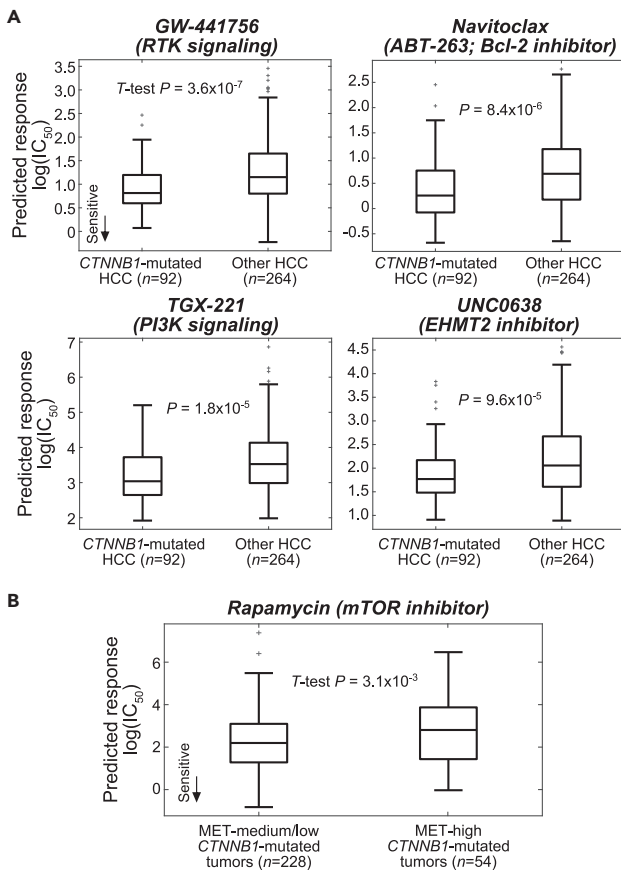 A
GW-441756
(RTK signaling)
Predicted response
log(IC50)
3.5
3.0
2.5
2.0
1.5
1.0
0.5
0
T-test P = 3.6x10-7
Sensitive
CTNNB1-mutated
HCC (n=92)
Other HCC
(n=264)
Navitoclax
(ABT-263; Bcl-2 inhibitor)
2.5
2.0
1.5
1.0
0.5
0.0
−0.5
P = 8.4x10-6
CTNNB1-mutated
HCC (n=92)
Other HCC
(n=264)
TGX-221
(PI3K signaling)
Predicted response
log(IC50)
7
6
5
4
3
2
P = 1.8x10-5
CTNNB1-mutated
HCC (n=92)
Other HCC
(n=264)
UNC0638
(EHMT2 inhibitor)
4.5
4.0
3.5
3.0
2.5
2.0
1.5
1.0
P = 9.6x10-5
CTNNB1-mutated
HCC (n=92)
Other HCC
(n=264)
B
Rapamycin (mTOR inhibitor)
Predicted response
log(IC50)
6
4
2
0
T-test P = 3.1x10-3
Sensitive
MET-medium/low
CTNNB1-mutated
tumors (n=228)
MET-high
CTNNB1-mutated
tumors (n=54)